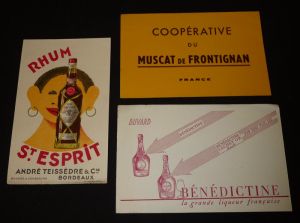 RHUM
ST ESPRIT
ANDRÉ TEISSÈDRE & Cie
BORDEAUX
COOPÉRATIVE
DU
MUSCAT DE FRONTIGNAN
FRANCE
BUVARD
BÉNÉDICTINE
la grande liqueur française